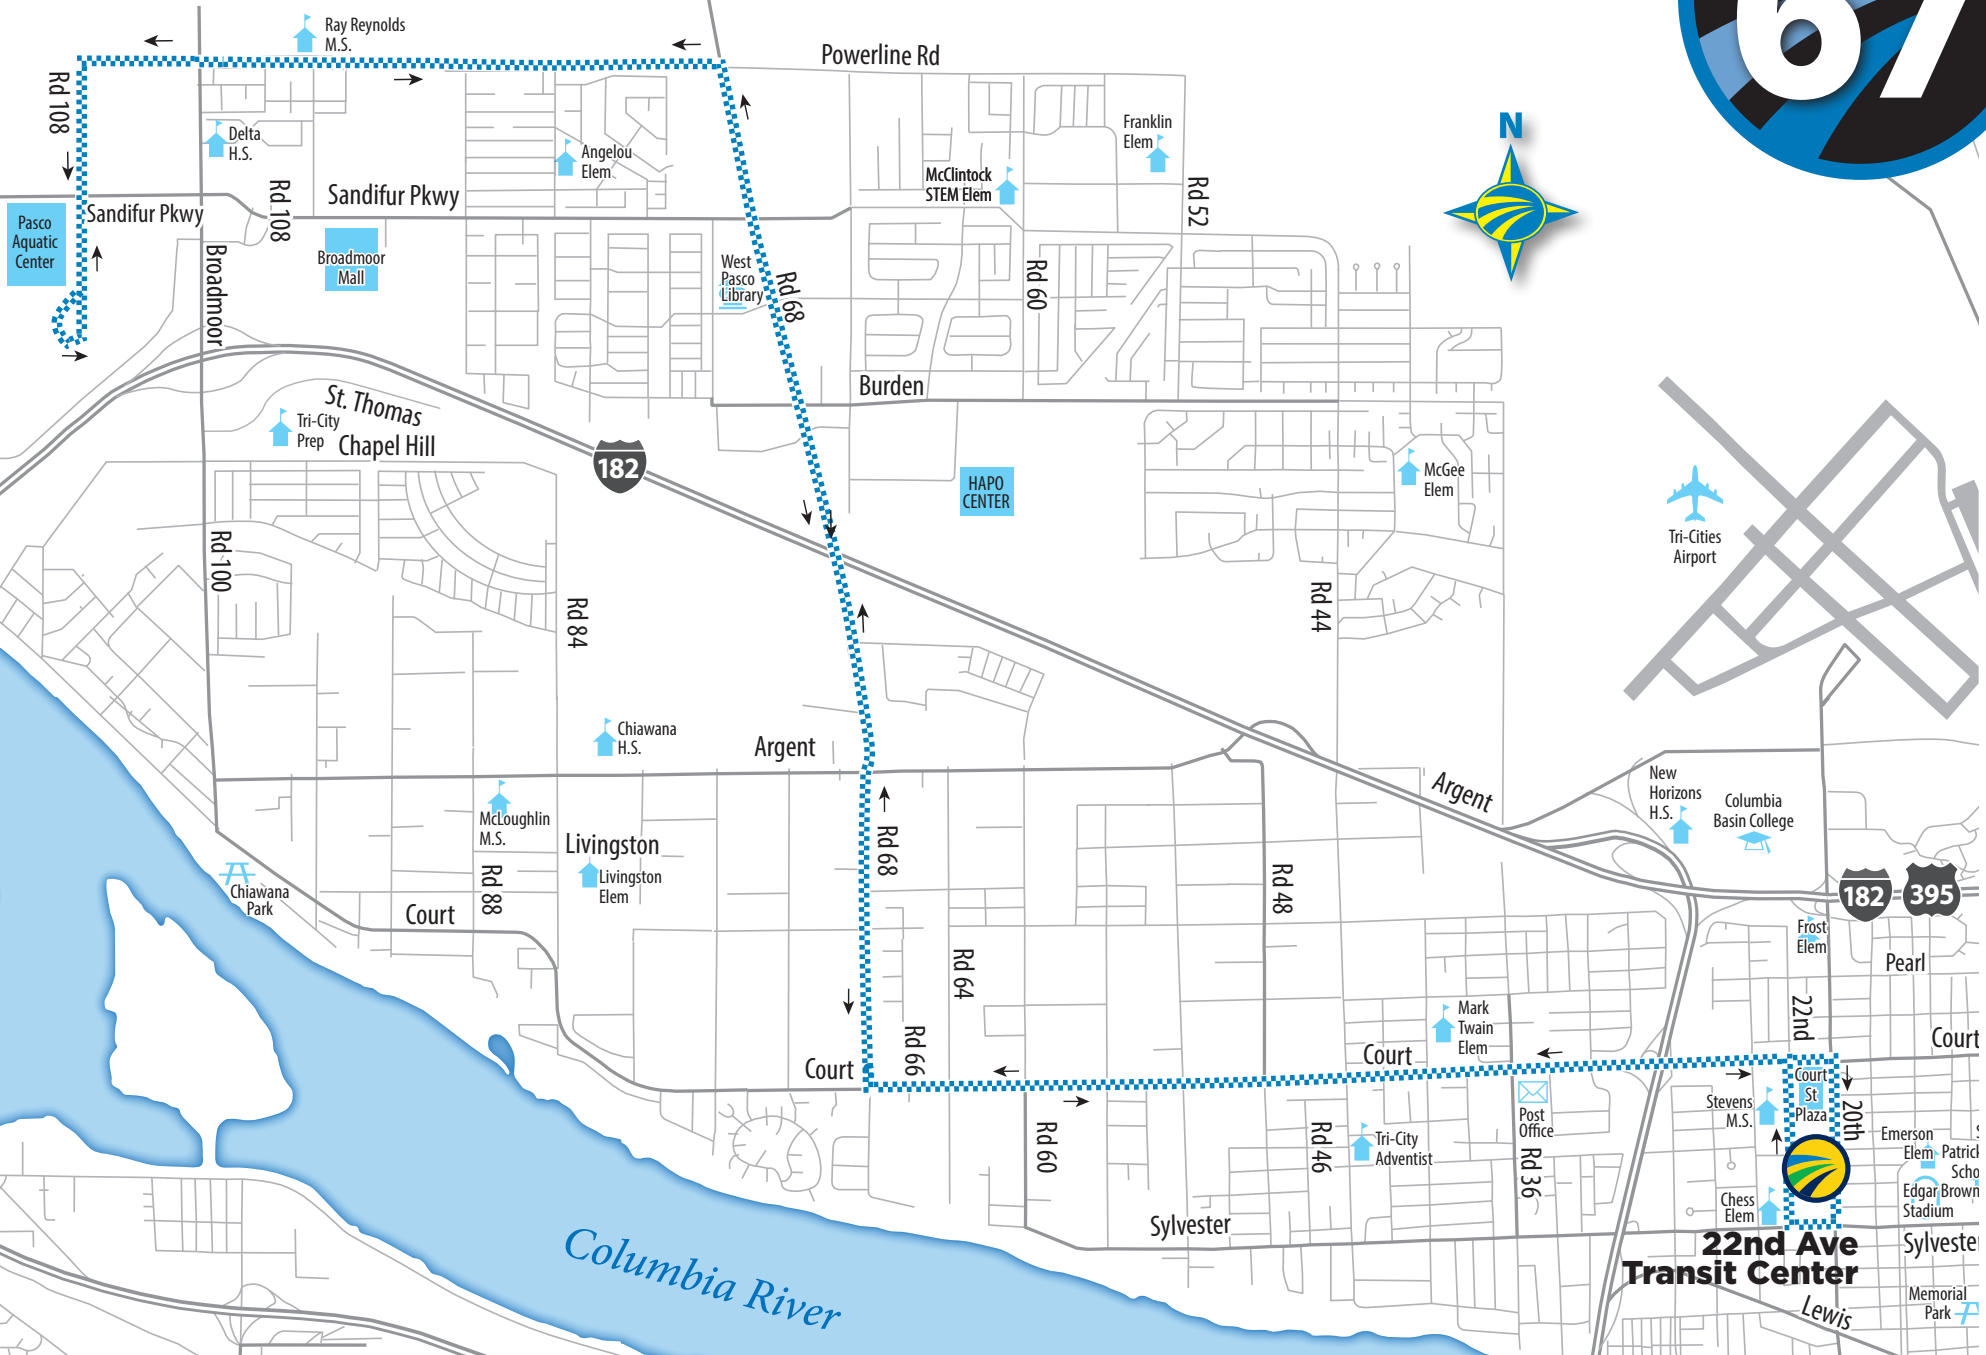 67
Ray Reynolds
M.S.
Powerline Rd
Rd 108
Delta
H.S.
Angelou
Elem
Franklin
Elem
N
McClintock
STEM Elem
Rd 52
Rd 108
Sandifur Pkwy
Sandifur Pkwy
Pasco
Aquatic
Center
Broadmoor
Broadmoor
Mall
West
Pasco
Library
Rd 68
Rd 60
Burden
St. Thomas
Tri-City
Prep
Chapel Hill
182
HAPO
CENTER
McGee
Elem
Tri-Cities
Airport
Rd 100
Rd 84
Rd 44
Chiawana
H.S.
Argent
Argent
New
Horizons
H.S.
Columbia
Basin College
McLoughlin
M.S.
Livingston
Livingston
Elem
Rd 68
Rd 88
Rd 48
182
395
Chiawana
Park
Court
Frost
Elem
Pearl
Rd 64
Rd 66
22nd
Mark
Twain
Elem
Court
Court
Court
Court
St
Plaza
20th
Stevens
M.S.
Post
Office
Rd 60
Rd 46
Tri-City
Adventist
Rd 36
Emerson
Elem
Patrick
Scho
Edgar Brown
Stadium
Chess
Elem
Sylvester
Sylvester
22nd Ave
Transit Center
Columbia River
Memorial
Park
Lewis